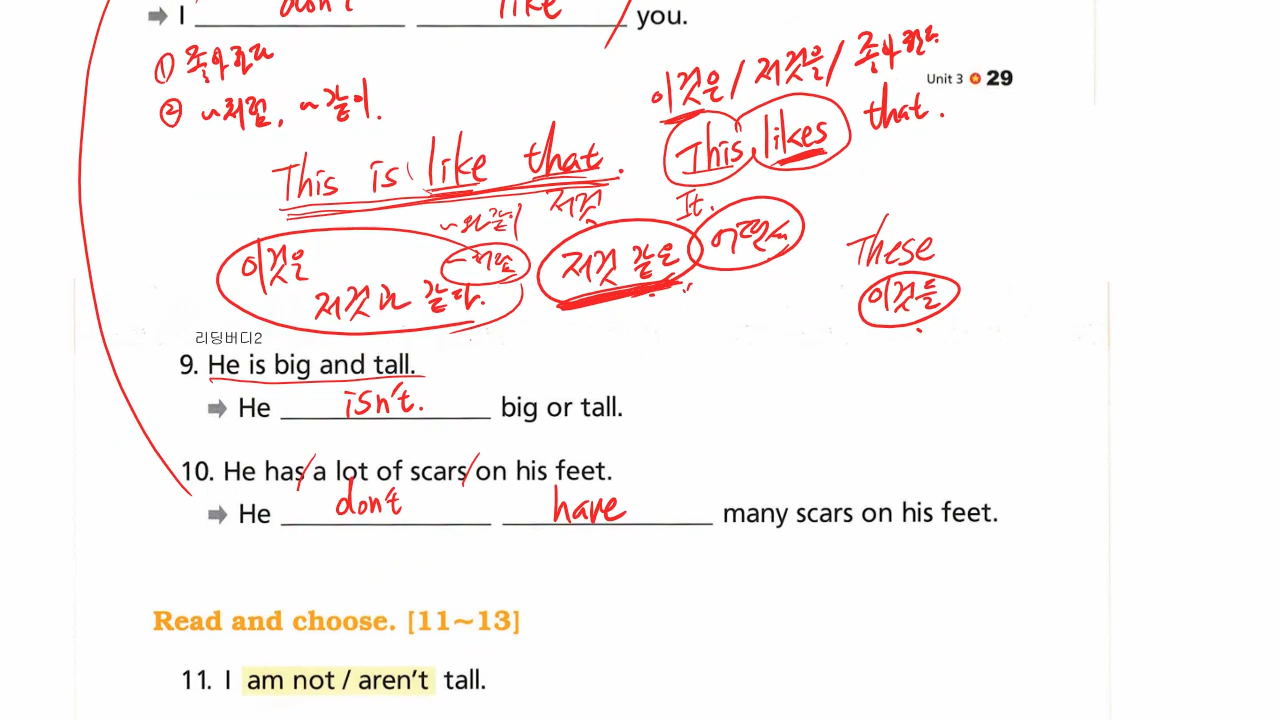 I don't like you.
① 좋아한다
② ~처럼, ~같이.
이것은 / 저것을 / 좋아한다
Unit 3 29
This likes that.
This is like that.
It.
~와 같이 저것
이것은 ~처럼 저것 같은 어떤
저것과 같다.
These
이것들
리딩버디2
9. He is big and tall.
He isn't. big or tall.
10. He has / a lot of scars / on his feet.
He don't have many scars on his feet.
Read and choose. [11~13]
11. I am not / aren't tall.